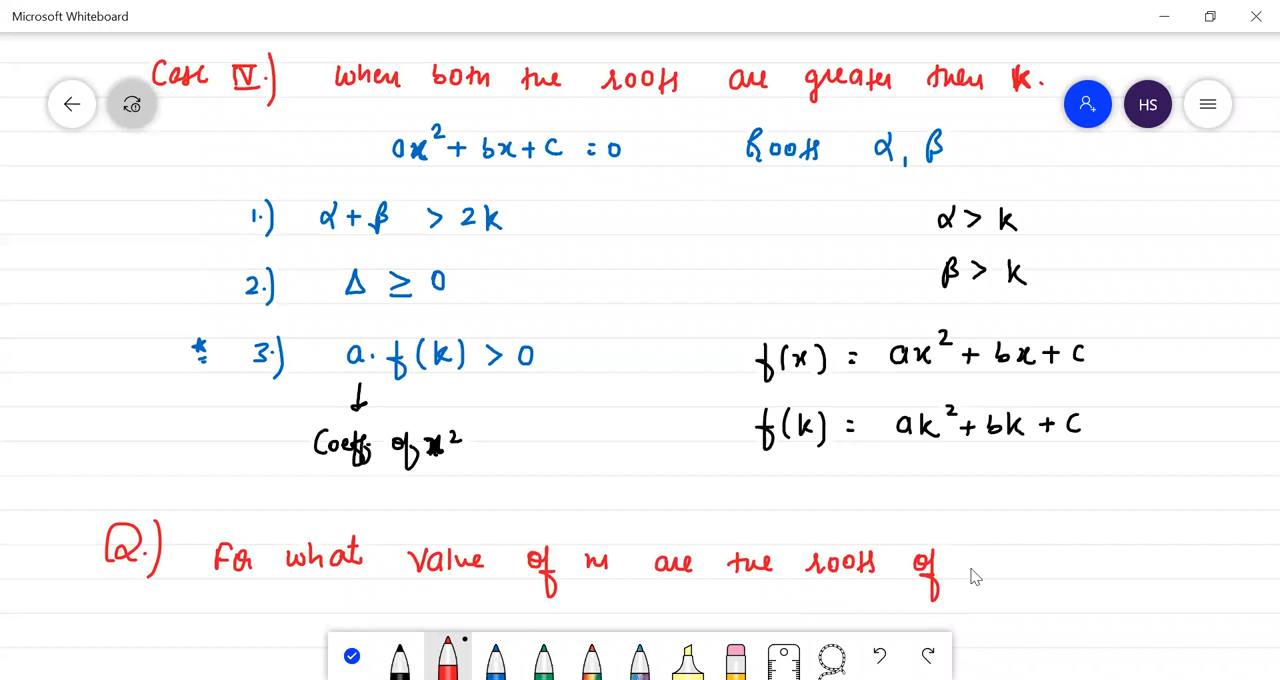 Microsoft Whiteboard
Case IV.) When both the roots are greater then k.
HS
ax² + bx + c = 0 Roots α, β
1.) α + β > 2k α > k
β > k
2.) Δ ≥ 0
* 3.) a. f(k) > 0 f(x) = ax² + bx + c
↓
Coeff. of x² f(k) = ak² + bk + c
Q.) For what value of m are the roots of